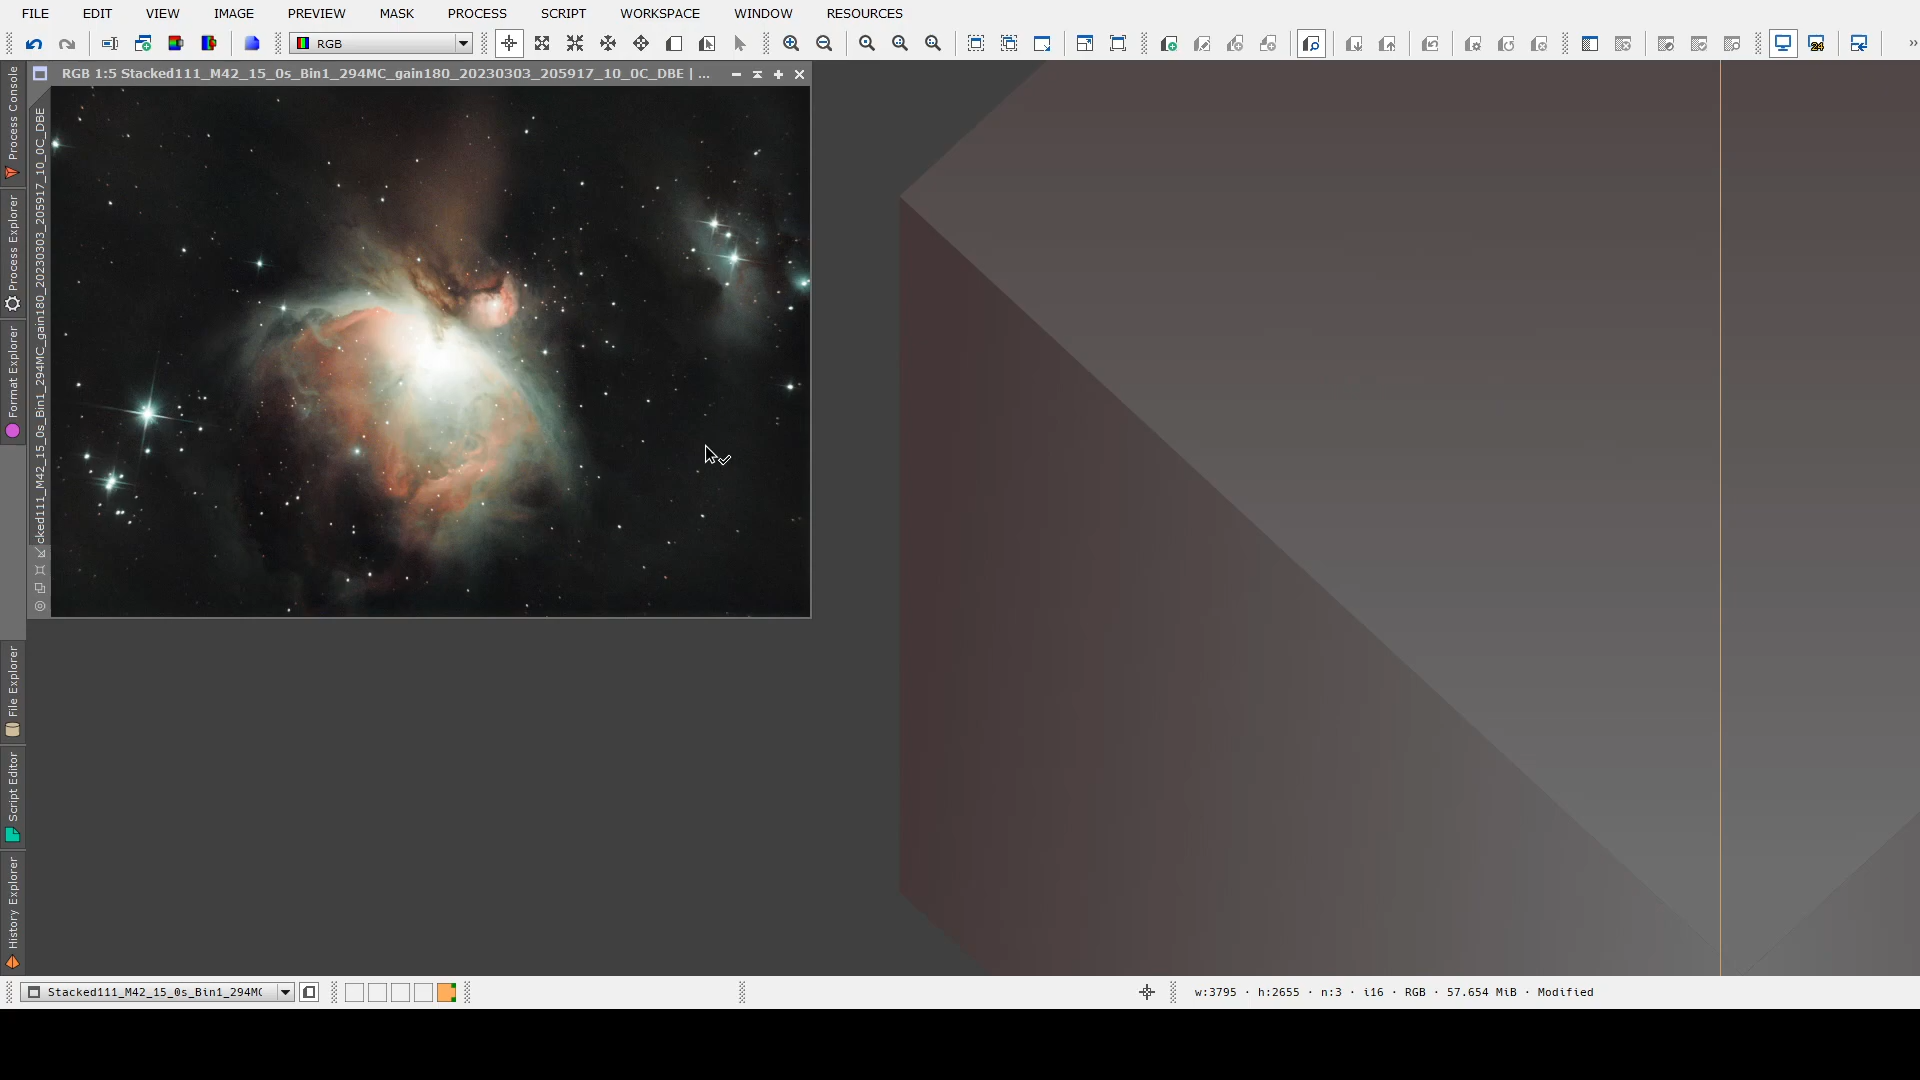 FILE EDIT VIEW IMAGE PREVIEW MASK PROCESS SCRIPT WORKSPACE WINDOW RESOURCES
RGB
24
RGB 1:5 Stacked111_M42_15_0s_Bin1_294MC_gain180_20230303_205917_10_0C_DBE | ...
cked111_M42_15_0s_Bin1_294MC_gain180_20230303_205917_10_0C_DBE
Process Console
Process Explorer
Format Explorer
File Explorer
Script Editor
History Explorer
Stacked111_M42_15_0s_Bin1_294MC
w:3795 · h:2655 · n:3 · i16 · RGB · 57.654 MiB · Modified